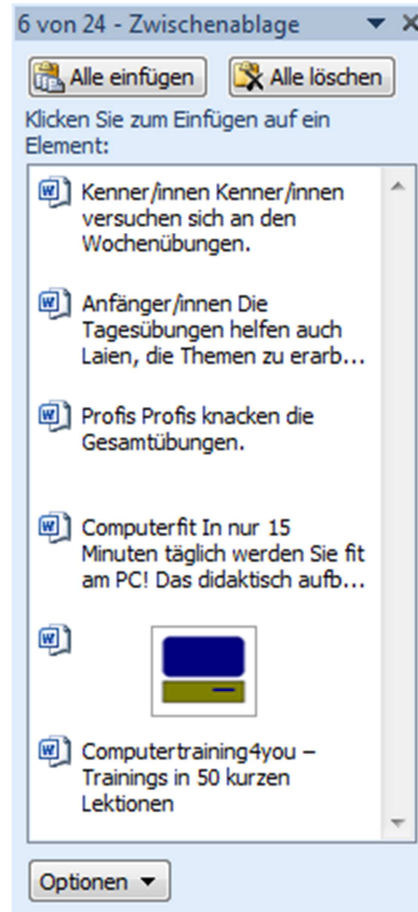 6 von 24 - Zwischenablage
Alle einfügen Alle löschen
Klicken Sie zum Einfügen auf ein
Element:
Kenner/innen Kenner/innen
versuchen sich an den
Wochenübungen.
Anfänger/innen Die
Tagesübungen helfen auch
Laien, die Themen zu erarb...
Profis Profis knacken die
Gesamtübungen.
Computerfit In nur 15
Minuten täglich werden Sie fit
am PC! Das didaktisch aufb...
Computertraining4you –
Trainings in 50 kurzen
Lektionen
Optionen